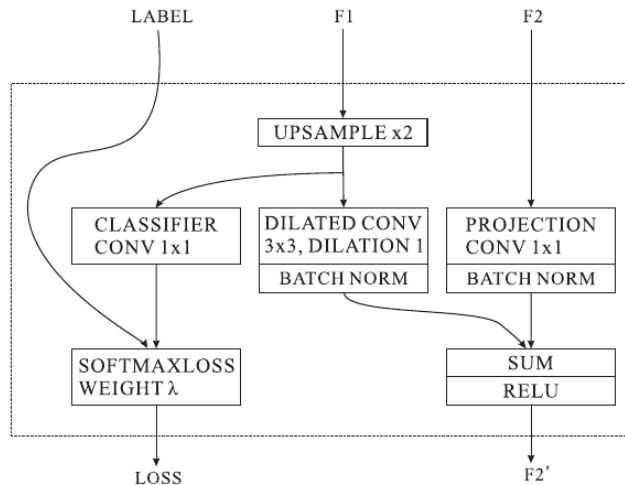 LABEL
F1
F2
UPSAMPLE x2
CLASSIFIER
CONV 1x1
DILATED CONV
3x3, DILATION 1
BATCH NORM
PROJECTION
CONV 1x1
BATCH NORM
SOFTMAXLOSS
WEIGHT λ
SUM
RELU
LOSS
F2'